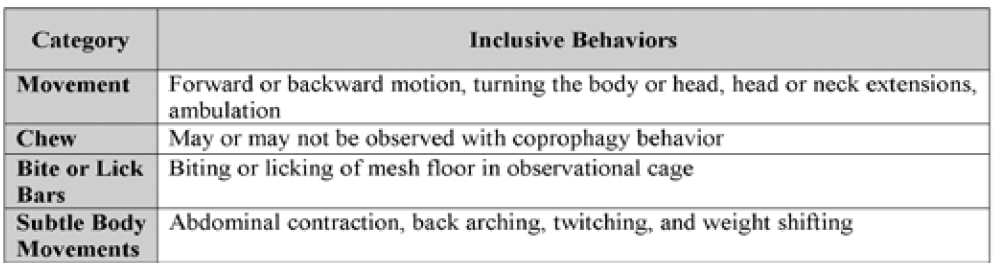 Category Inclusive Behaviors
Movement Forward or backward motion, turning the body or head, head or neck extensions,
ambulation
Chew May or may not be observed with coprophagy behavior
Bite or Lick Biting or licking of mesh floor in observational cage
Bars
Subtle Body Abdominal contraction, back arching, twitching, and weight shifting
Movements